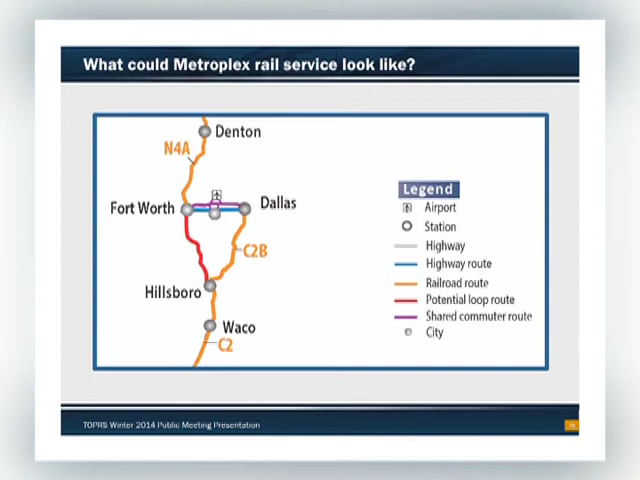 What could Metroplex rail service look like?
Denton
N4A
Fort Worth
Dallas
C2B
Hillsboro
Waco
C2
Legend
Airport
Station
Highway
Highway route
Railroad route
Potential loop route
Shared commuter route
City
TOPRS Winter 2014 Public Meeting Presentation